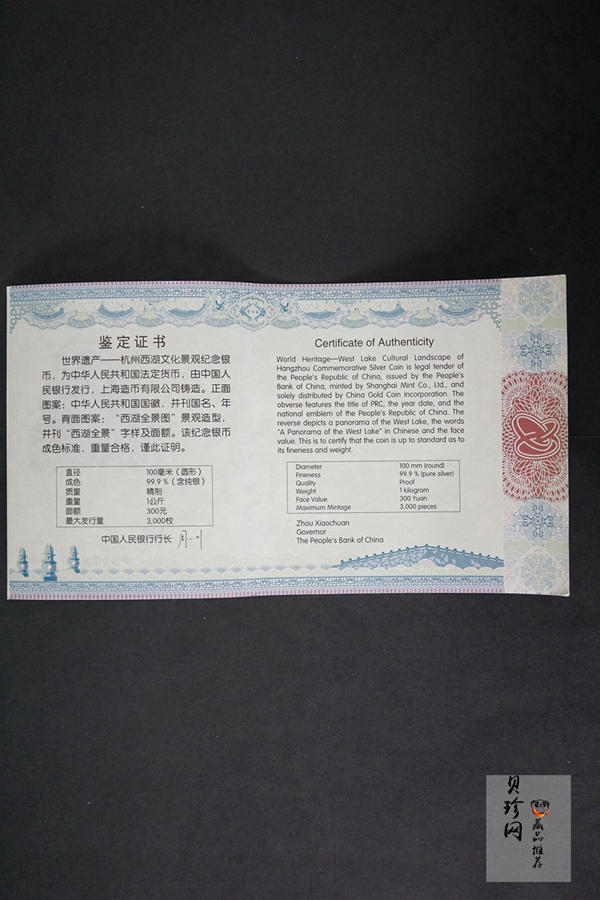 鉴定证书
世界遗产——杭州西湖文化景观纪念银
币，为中华人民共和国法定货币，由中国人
民银行发行，上海造币有限公司铸造。正面
图案：中华人民共和国国徽，并刊国名、年
号。背面图案：“西湖全景图”景观造型，
并刊“西湖全景”字样及面额。该纪念银币
成色标准，重量合格，谨此证明。
直径 100毫米（圆形）
成色 99.9％（含纯银）
质量 精制
重量 1公斤
面额 300元
最大发行量 3,000枚
中国人民银行行长
Certificate of Authenticity
World Heritage—West Lake Cultural Landscape of
Hangzhou Commemorative Silver Coin is legal tender of
the People's Republic of China, issued by the People's
Bank of China, minted by Shanghai Mint Co., Ltd., and
solely distributed by China Gold Coin Incorporation. The
obverse features the title of PRC, the year date, and the
national emblem of the People's Republic of China. The
reverse depicts a panorama of the West Lake, the words
"A Panorama of the West Lake" in Chinese and the face
value. This is to certify that the coin is up to standard as to
its fineness and weight.
Diameter 100 mm (round)
Fineness 99.9 % (pure silver)
Quality Proof
Weight 1 kilogram
Face Value 300 Yuan
Maximum Mintage 3,000 pieces
Zhou Xiaochuan
Governor
The People's Bank of China
贝珍网
藏品推荐